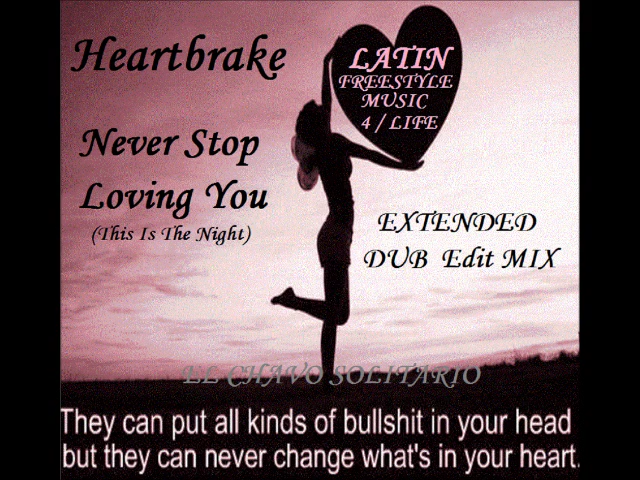 Heartbrake
LATIN
FREESTYLE
MUSIC
4 / LIFE
Never Stop
Loving You
(This Is The Night)
EXTENDED
DUB Edit MIX
EL CHAVO SOLITARIO
They can put all kinds of bullshit in your head
but they can never change what's in your heart.